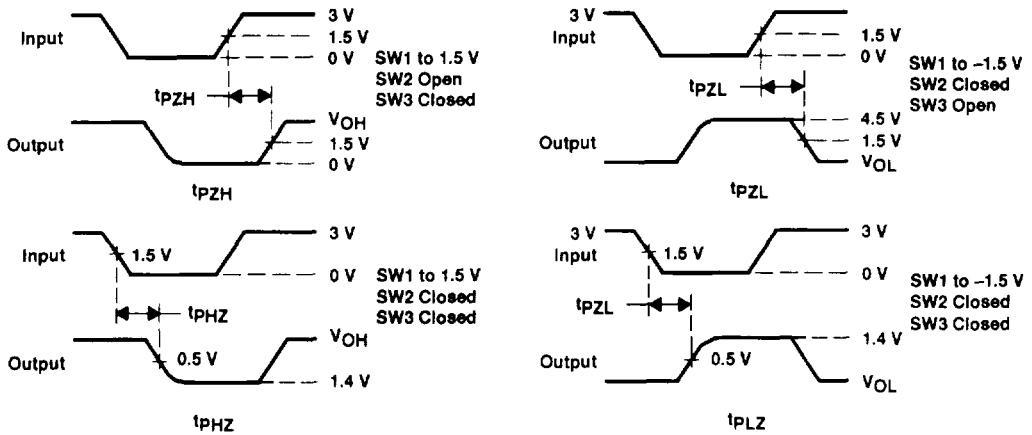 3 V
Input
1.5 V
0 V
SW1 to 1.5 V
SW2 Open
SW3 Closed
tPZH
VOH
Output
1.5 V
0 V
tPZH
3 V
Input
1.5 V
0 V
SW1 to –1.5 V
SW2 Closed
SW3 Open
tPZL
4.5 V
Output
1.5 V
VOL
tPZL
3 V
Input
1.5 V
0 V
SW1 to 1.5 V
SW2 Closed
SW3 Closed
tPHZ
VOH
Output
0.5 V
1.4 V
tPHZ
3 V
3 V
Input
1.5 V
0 V
SW1 to –1.5 V
SW2 Closed
SW3 Closed
tPZL
1.4 V
Output
0.5 V
VOL
tPLZ